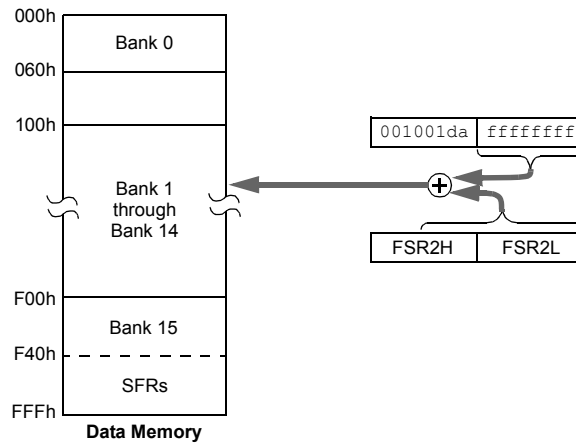 000h
Bank 0
060h
100h
001001da ffffffff
Bank 1
through
Bank 14
FSR2H FSR2L
F00h
Bank 15
F40h
SFRs
FFFh
Data Memory